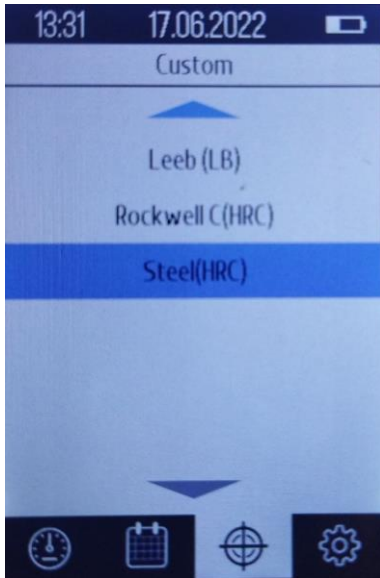 13:31 17.06.2022
Custom
Leeb (LB)
Rockwell C(HRC)
Steel(HRC)